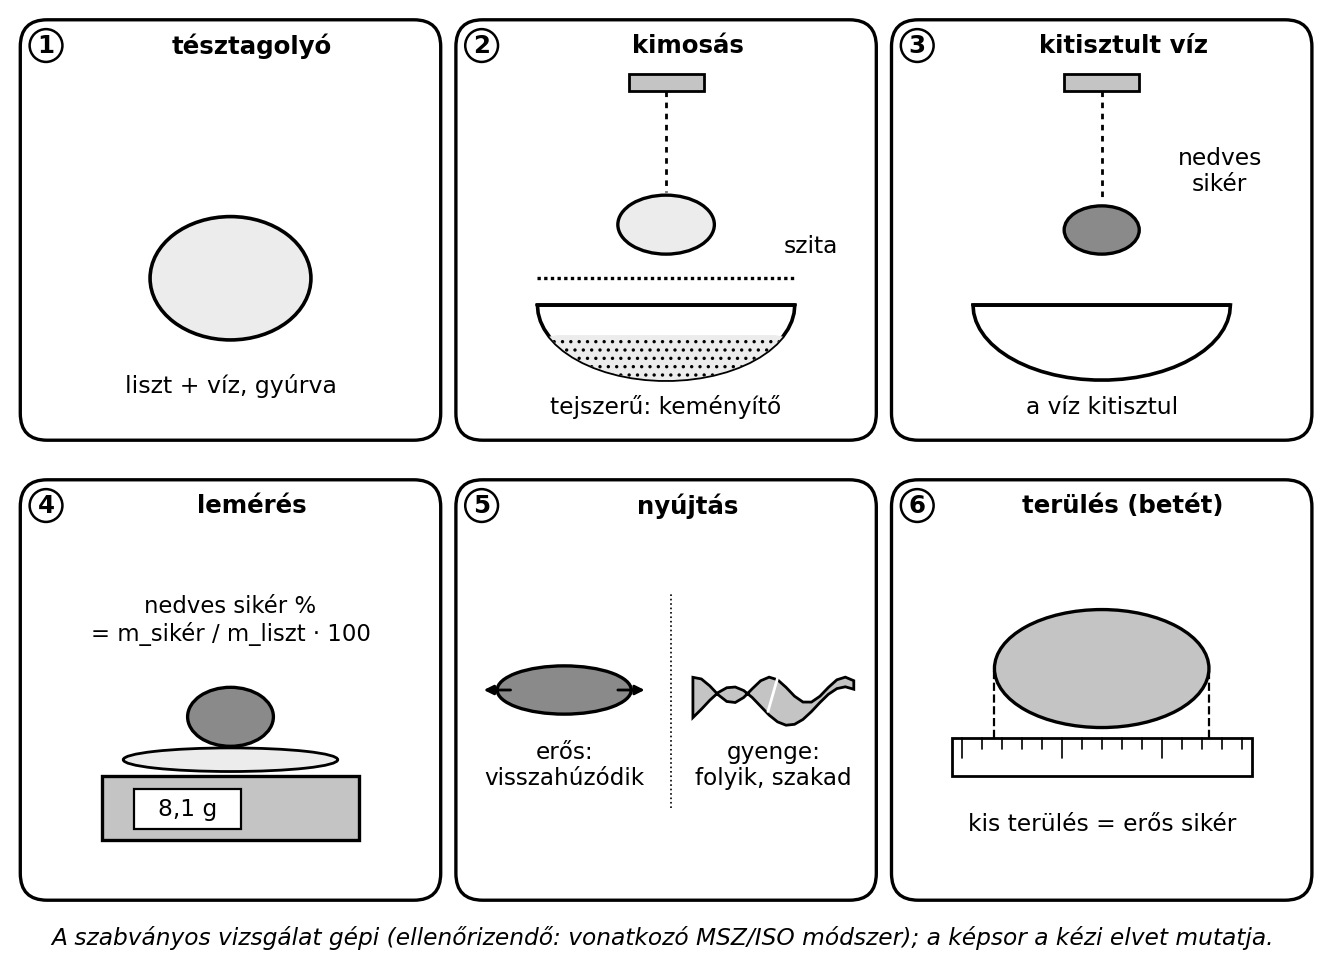 1 tésztagolyó
liszt + víz, gyúrva
2 kimosás
szita
tejszerű: keményítő
3 kitisztult víz
nedves
sikér
a víz kitisztul
4 lemérés
nedves sikér %
= m_sikér / m_liszt · 100
8,1 g
5 nyújtás
erős:
visszahúzódik
gyenge:
folyik, szakad
6 terülés (betét)
kis terülés = erős sikér
A szabványos vizsgálat gépi (ellenőrizendő: vonatkozó MSZ/ISO módszer); a képsor a kézi elvet mutatja.